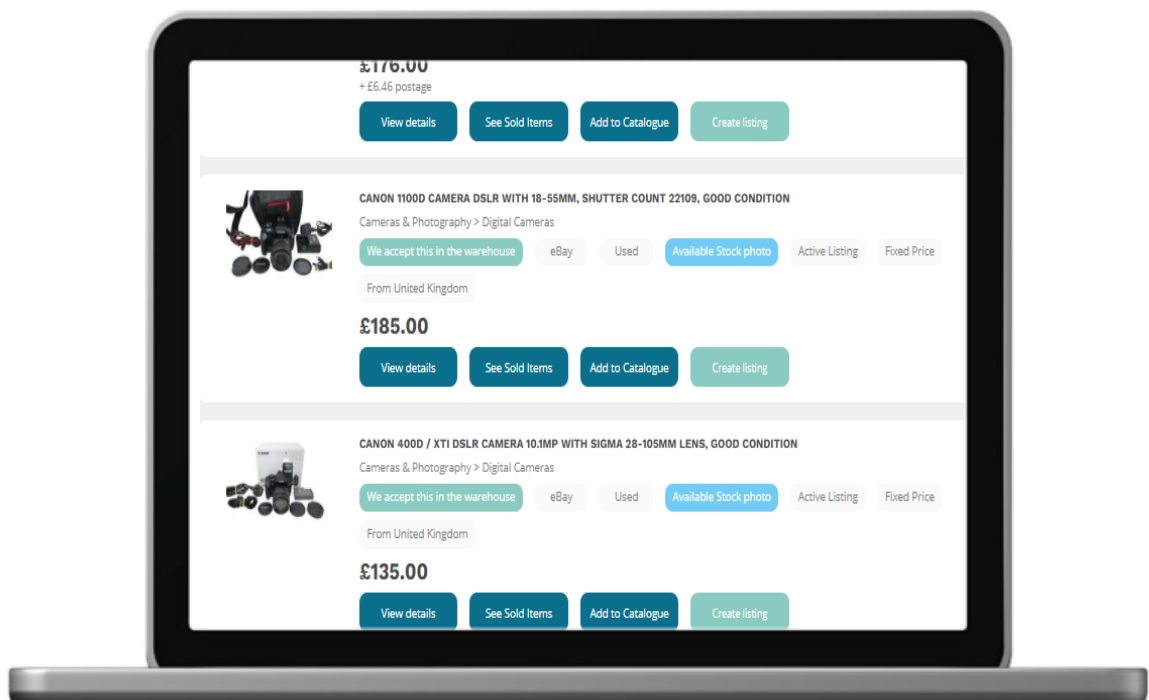 £176.00
+ £6.46 postage
View details See Sold Items Add to Catalogue Create listing
CANON 1100D CAMERA DSLR WITH 18-55MM, SHUTTER COUNT 22109, GOOD CONDITION
Cameras & Photography > Digital Cameras
We accept this in the warehouse eBay Used Available Stock photo Active Listing Fixed Price
From United Kingdom
£185.00
View details See Sold Items Add to Catalogue Create listing
CANON 400D / XTI DSLR CAMERA 10.1MP WITH SIGMA 28-105MM LENS, GOOD CONDITION
Cameras & Photography > Digital Cameras
We accept this in the warehouse eBay Used Available Stock photo Active Listing Fixed Price
From United Kingdom
£135.00
View details See Sold Items Add to Catalogue Create listing